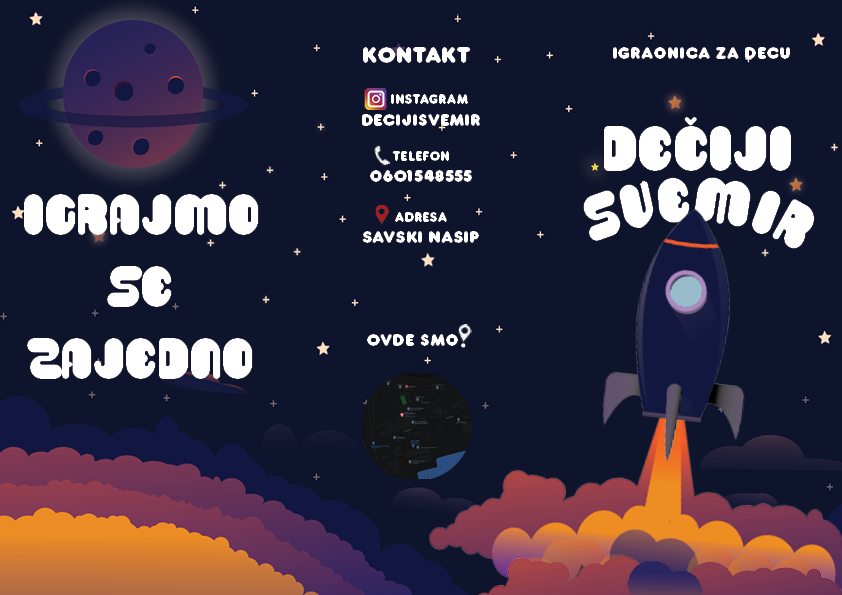 IGRAJMO
SE
ZAJEDNO
KONTAKT
INSTAGRAM
DECIJISVEMIR
TELEFON
0601548555
ADRESA
SAVSKI NASIP
OVDE SMO
IGRAONICA ZA DECU
DEČIJI
SVEMIR